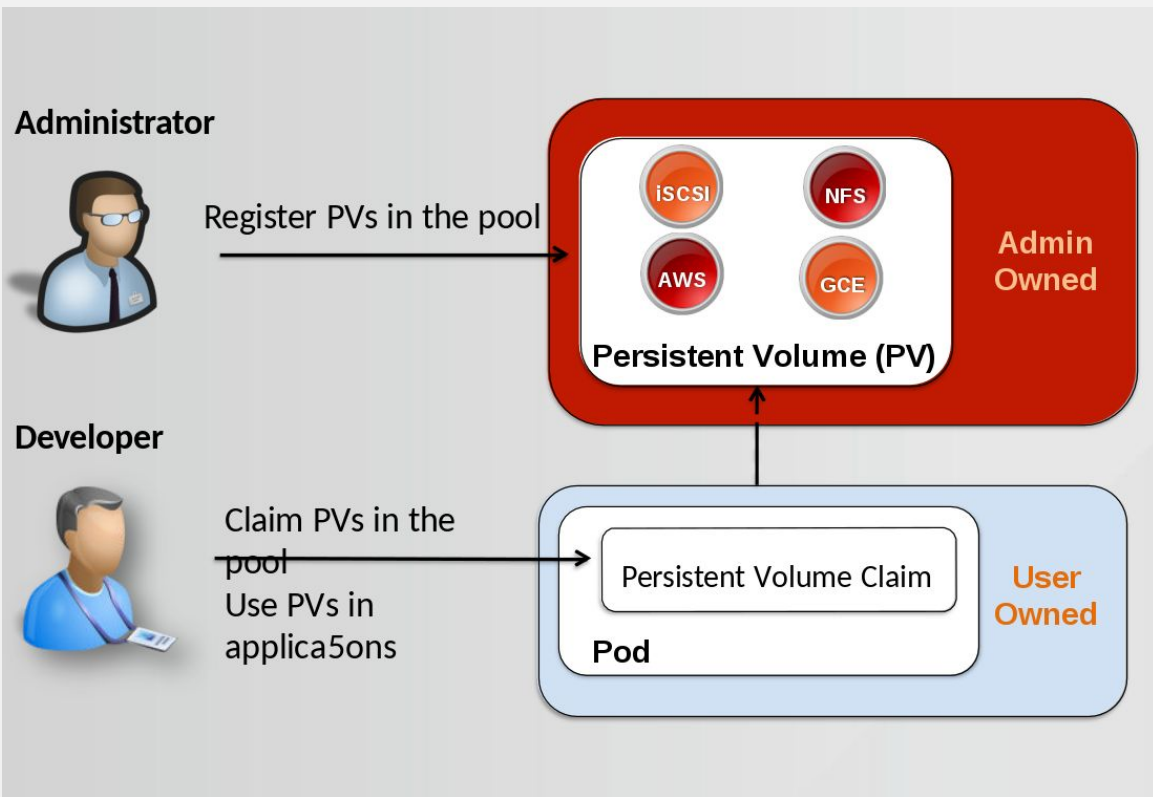 Administrator
Register PVs in the pool
iSCSI
NFS
AWS
GCE
Persistent Volume (PV)
Admin
Owned
Developer
Claim PVs in the
pool
Use PVs in
applica5ons
Persistent Volume Claim
Pod
User
Owned